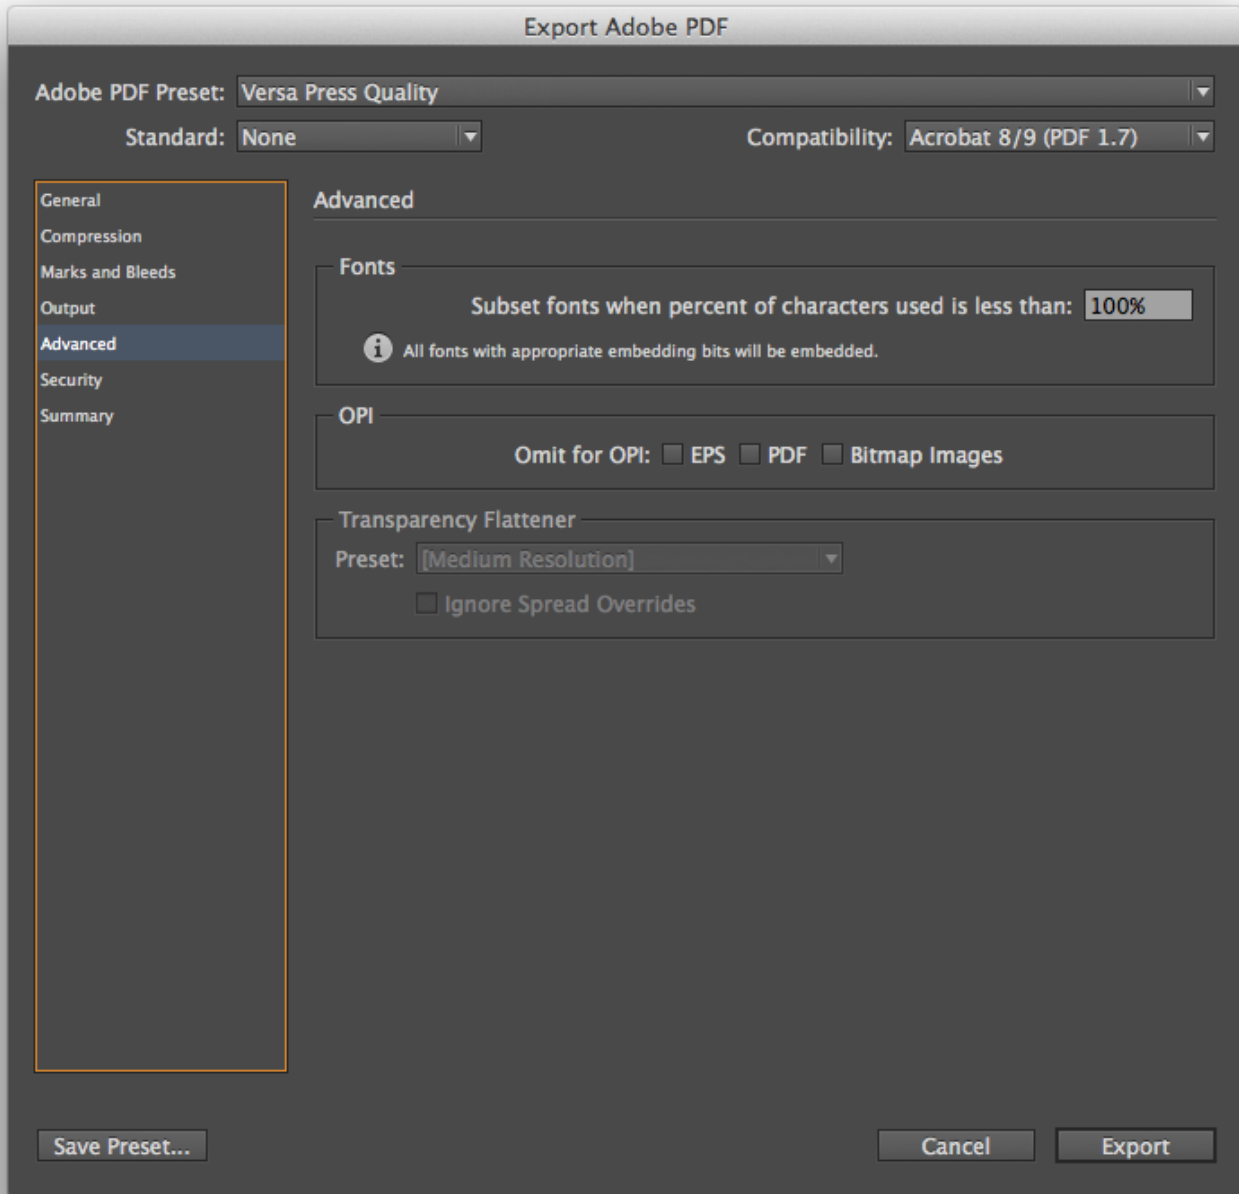 Export Adobe PDF
Adobe PDF Preset: Versa Press Quality
Standard: None
Compatibility: Acrobat 8/9 (PDF 1.7)
General
Compression
Marks and Bleeds
Output
Advanced
Security
Summary
Advanced
Fonts
Subset fonts when percent of characters used is less than: 100%
All fonts with appropriate embedding bits will be embedded.
OPI
Omit for OPI: EPS PDF Bitmap Images
Transparency Flattener
Preset: [Medium Resolution]
Ignore Spread Overrides
Save Preset...
Cancel
Export